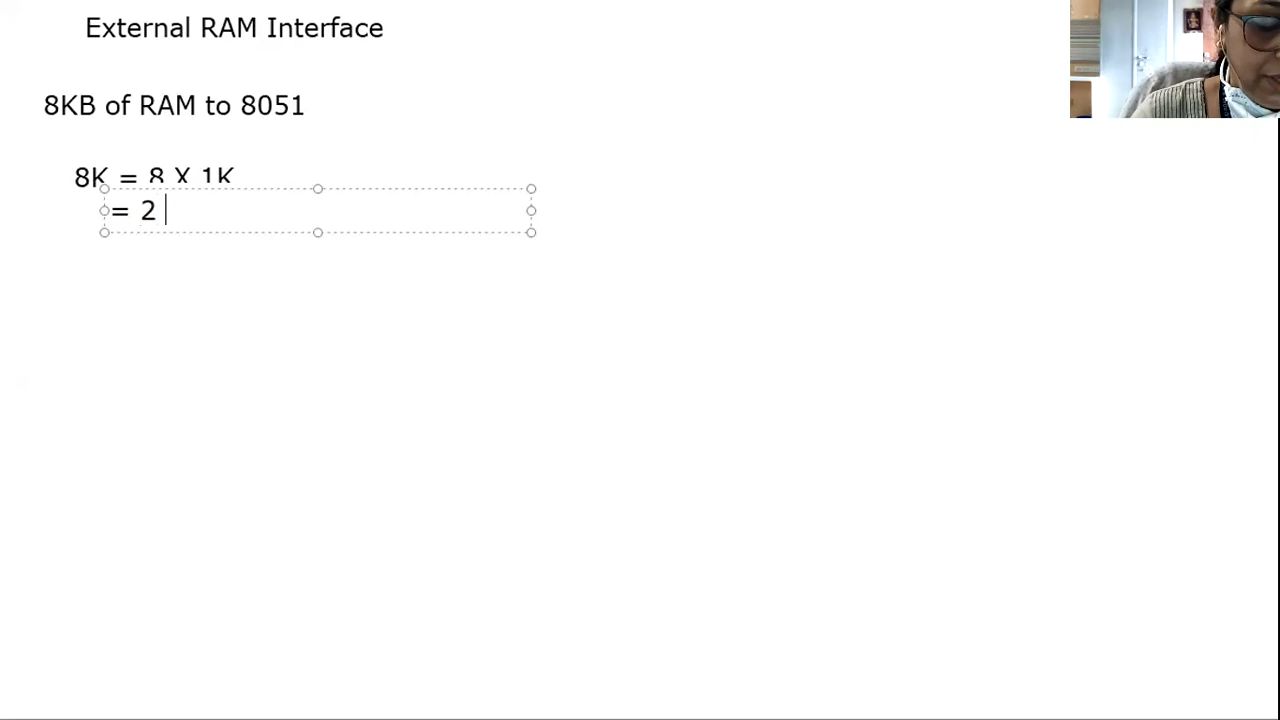 External RAM Interface
8KB of RAM to 8051
8K = 8 X 1K
= 2